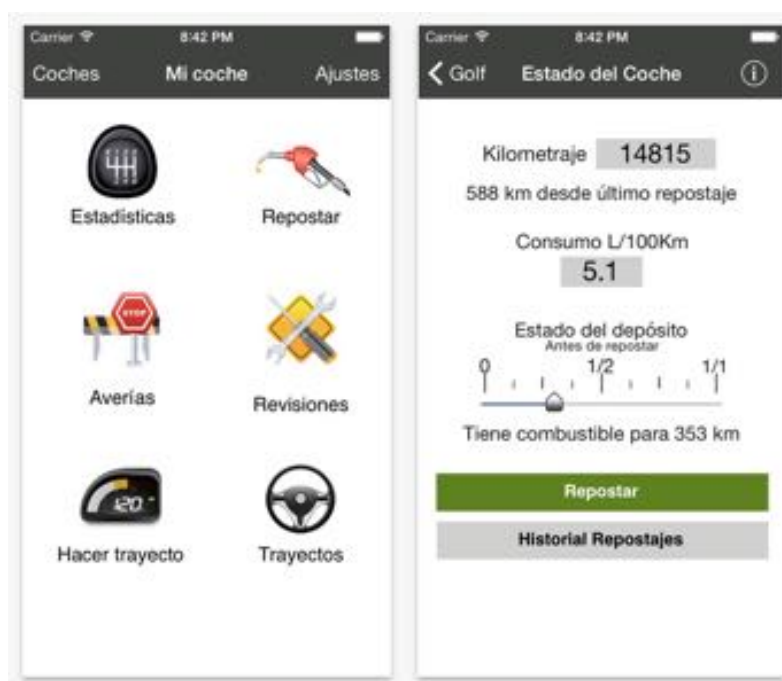 Carrier 8:42 PM
Coches Mi coche Ajustes
Estadisticas Repostar
STOP
Averías Revisiones
120
Hacer trayecto Trayectos
Carrier 8:42 PM
Golf Estado del Coche i
Kilometraje 14815
588 km desde último repostaje
Consumo L/100Km
5.1
Estado del depósito
Antes de repostar
0 1/2 1/1
Tiene combustible para 353 km
Repostar
Historial Repostajes